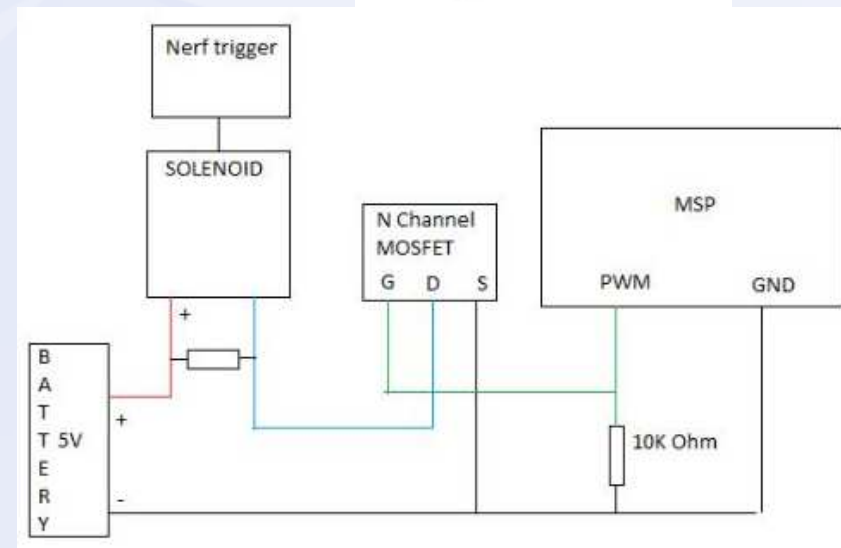 Nerf trigger
SOLENOID
N Channel
MOSFET
G D S
MSP
PWM
GND
+
B
A
T
T 5V
E
R
Y
+
-
10K Ohm